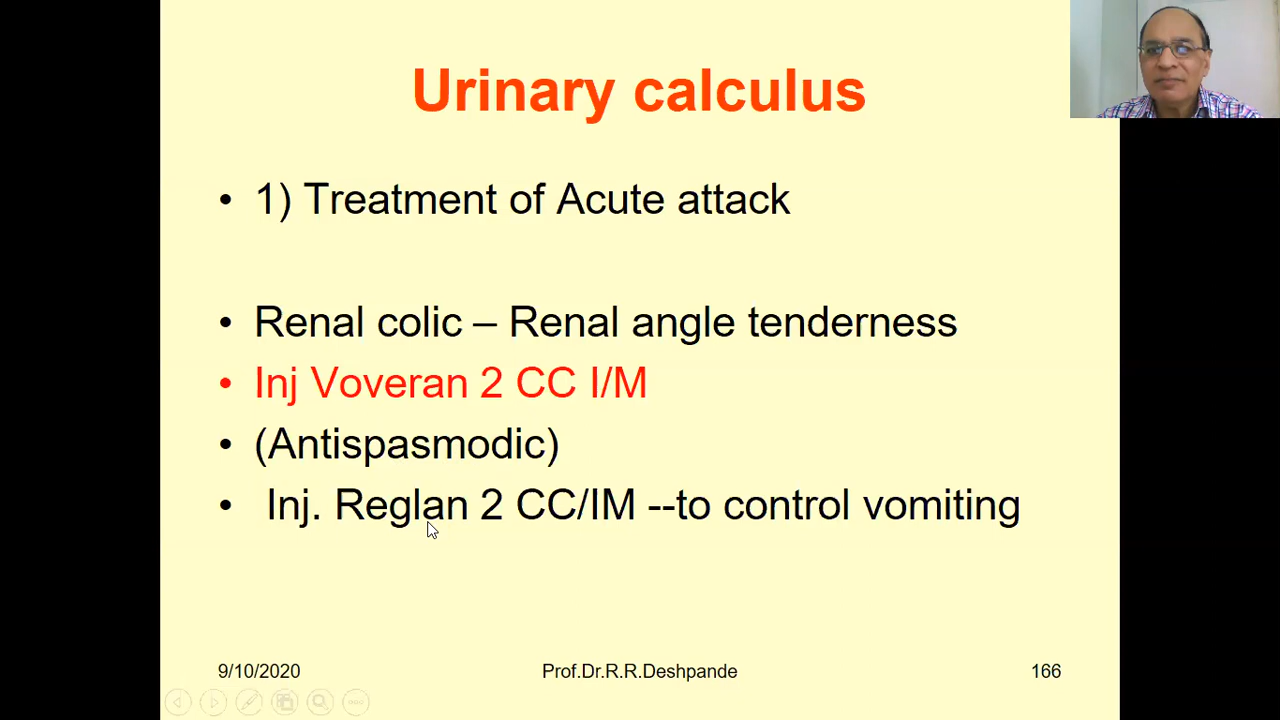 Urinary calculus
• 1) Treatment of Acute attack
• Renal colic – Renal angle tenderness
• Inj Voveran 2 CC I/M
• (Antispasmodic)
• Inj. Reglan 2 CC/IM --to control vomiting
9/10/2020
Prof.Dr.R.R.Deshpande
166